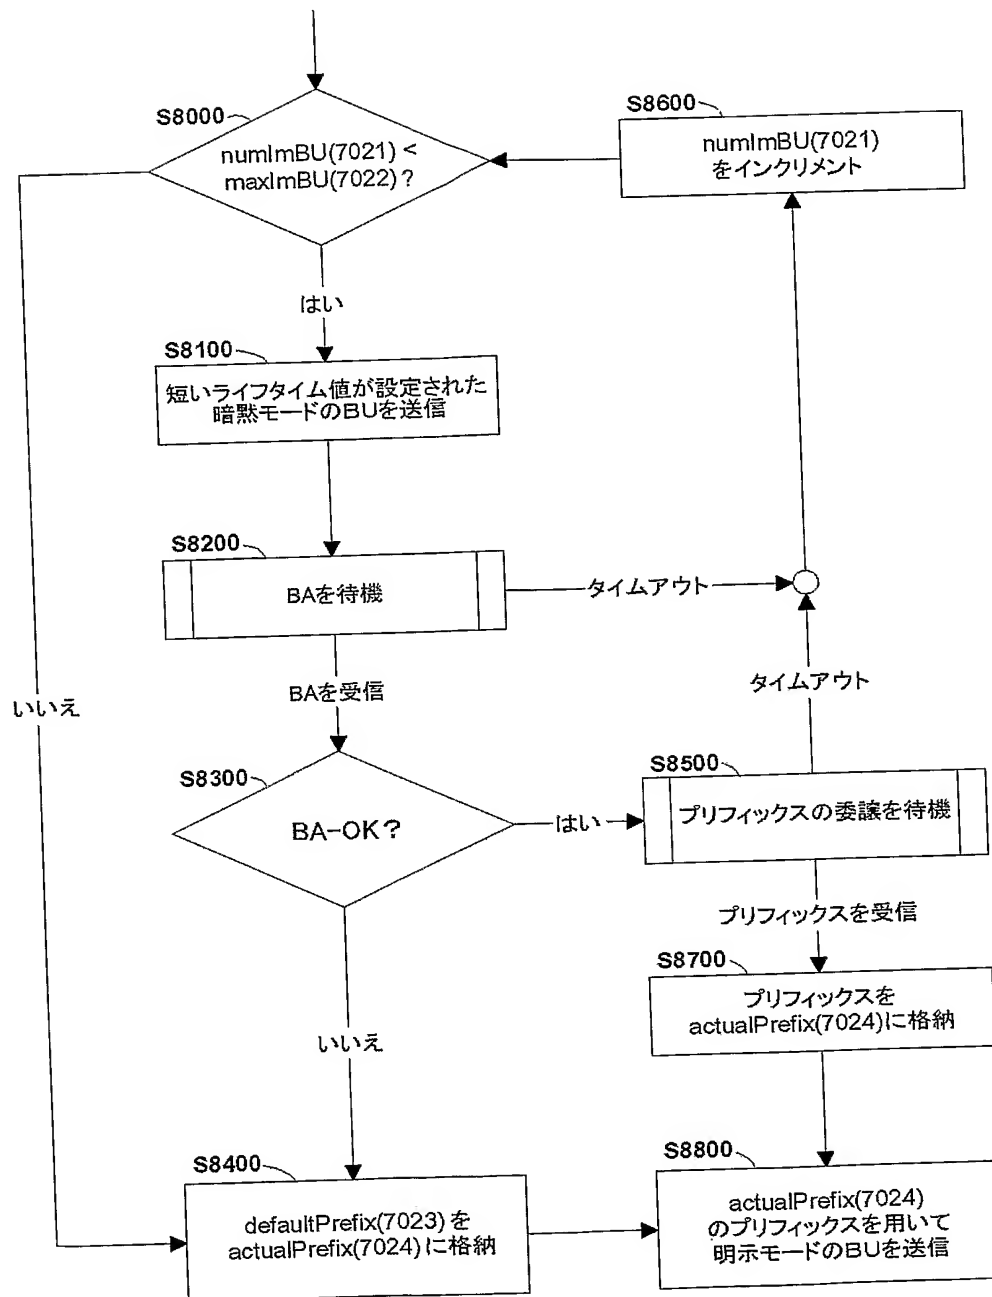 S8000
numImBU(7021) <
maxImBU(7022)?
S8600
numImBU(7021)
をインクリメント
はい
S8100
短いライフタイム値が設定された
暗黙モードのBUを送信
S8200
BAを待機
タイムアウト
いいえ
BAを受信
タイムアウト
S8300
BA-OK?
はい
S8500
プリフィックスの委譲を待機
プリフィックスを受信
S8700
プリフィックスを
actualPrefix(7024)に格納
いいえ
S8400
defaultPrefix(7023)を
actualPrefix(7024)に格納
S8800
actualPrefix(7024)
のプリフィックスを用いて
明示モードのBUを送信